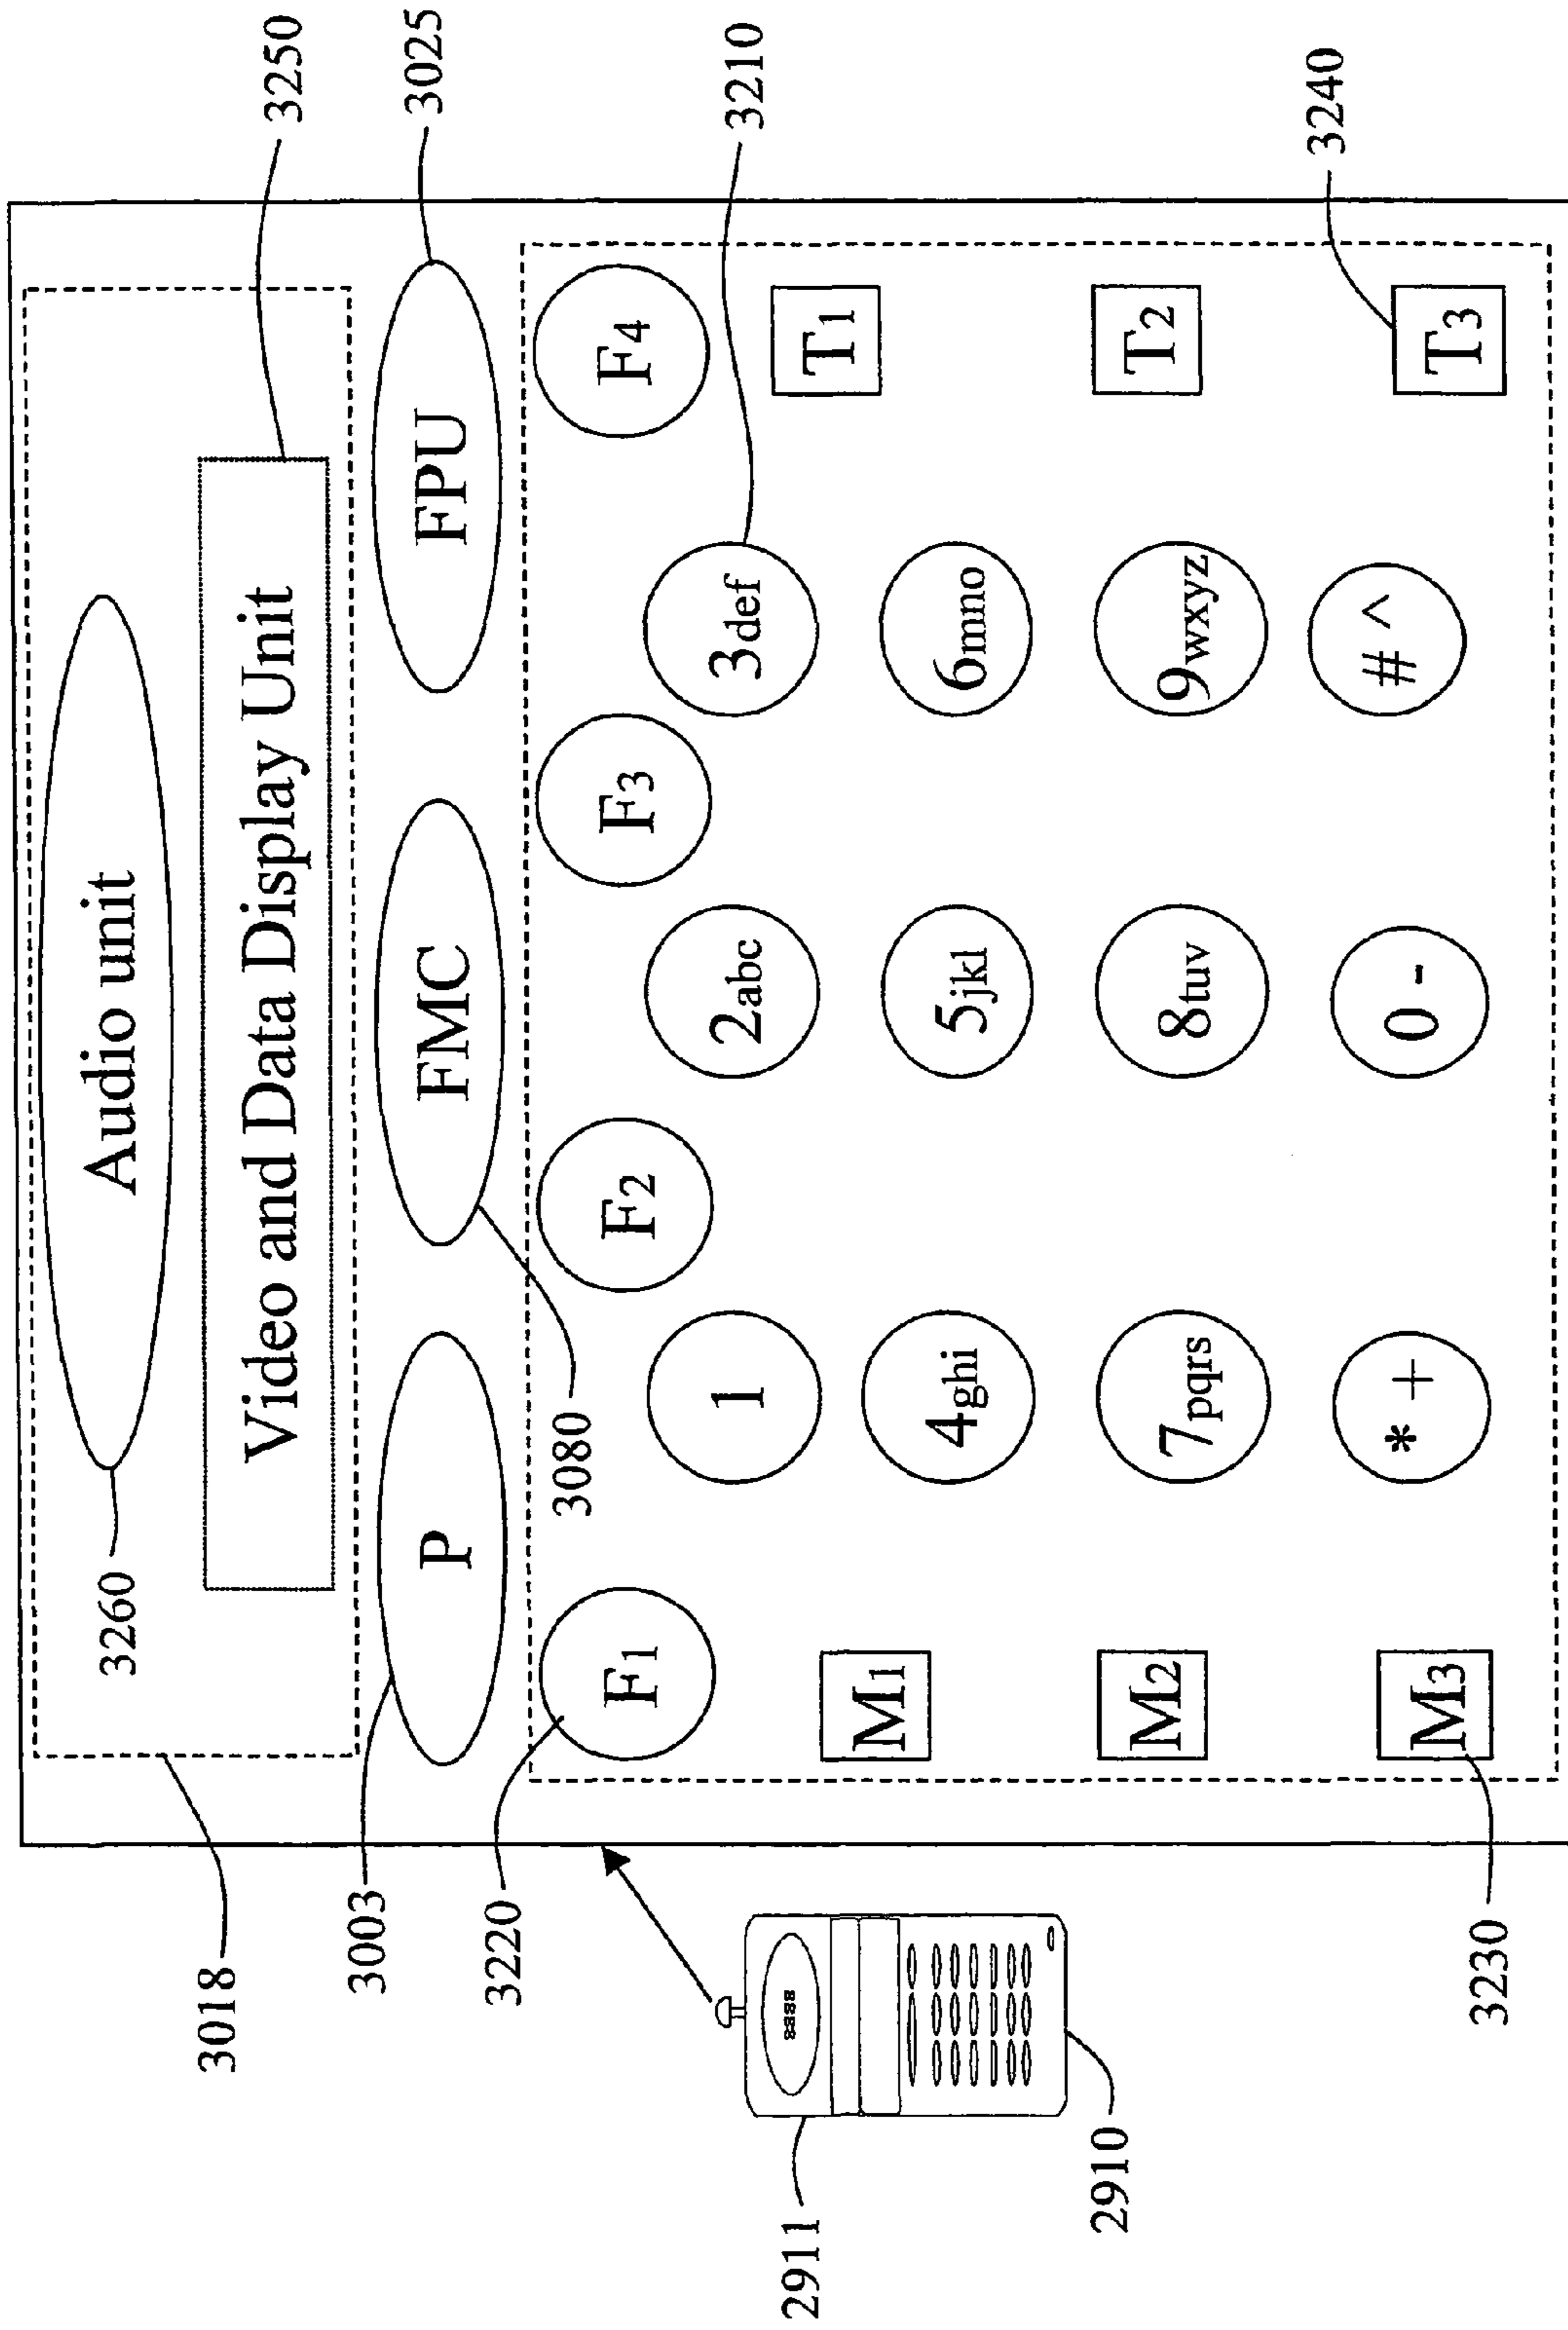 3260
Audio unit
3250
Video and Data Display Unit
3018
3003
P
FMC
FPU
3025
3080
3220
F1
F2
F3
F4
3210
1
2abc
3def
T1
M1
4ghi
5jkl
6mno
M2
7pqrs
8tuv
9wxyz
T2
3240
M3
* +
0 -
# ^
T3
3230
2911
8888
2910